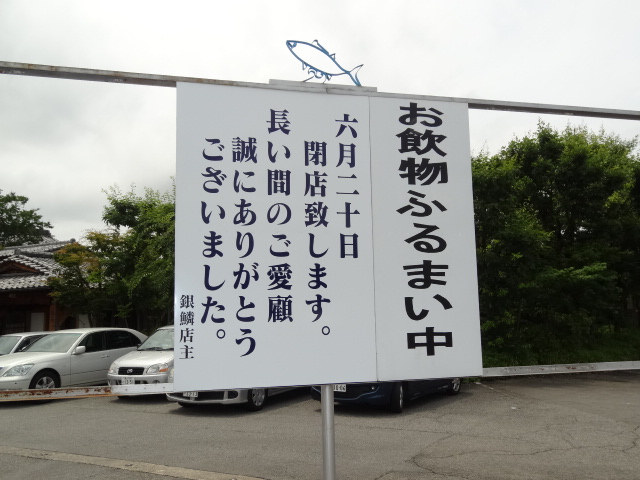 お飲物ふるまい中
六月二十日
閉店致します。
長い間のご愛顧
誠にありがとう
ございました。
銀鱗店主